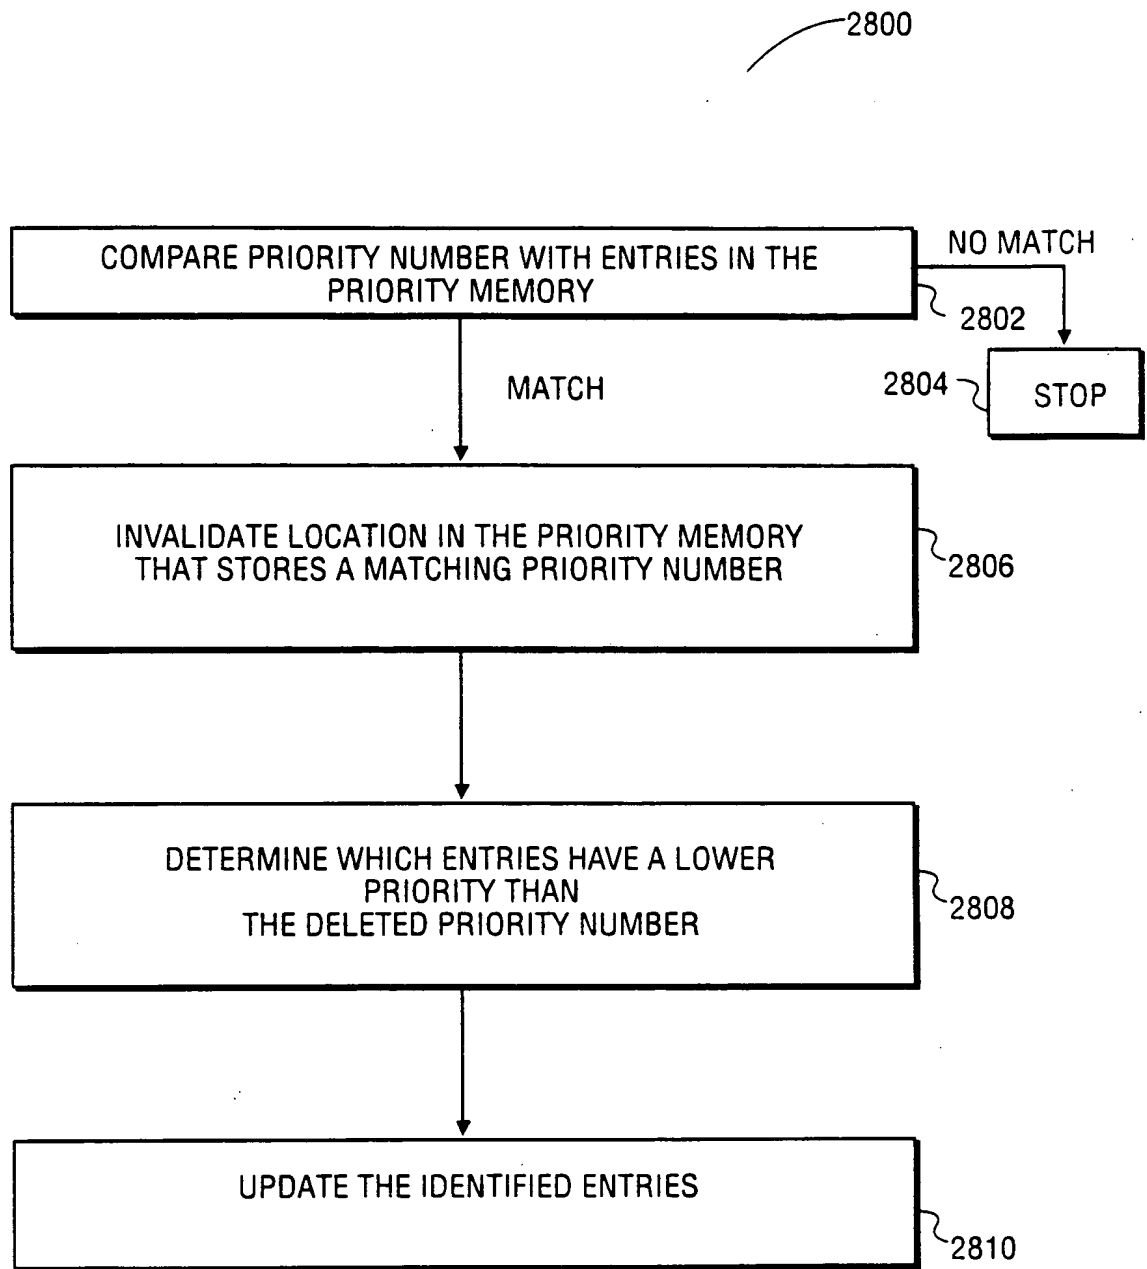 2800
COMPARE PRIORITY NUMBER WITH ENTRIES IN THE
PRIORITY MEMORY
NO MATCH
2802
2804
STOP
MATCH
INVALIDATE LOCATION IN THE PRIORITY MEMORY
THAT STORES A MATCHING PRIORITY NUMBER
2806
DETERMINE WHICH ENTRIES HAVE A LOWER
PRIORITY THAN
THE DELETED PRIORITY NUMBER
2808
UPDATE THE IDENTIFIED ENTRIES
2810